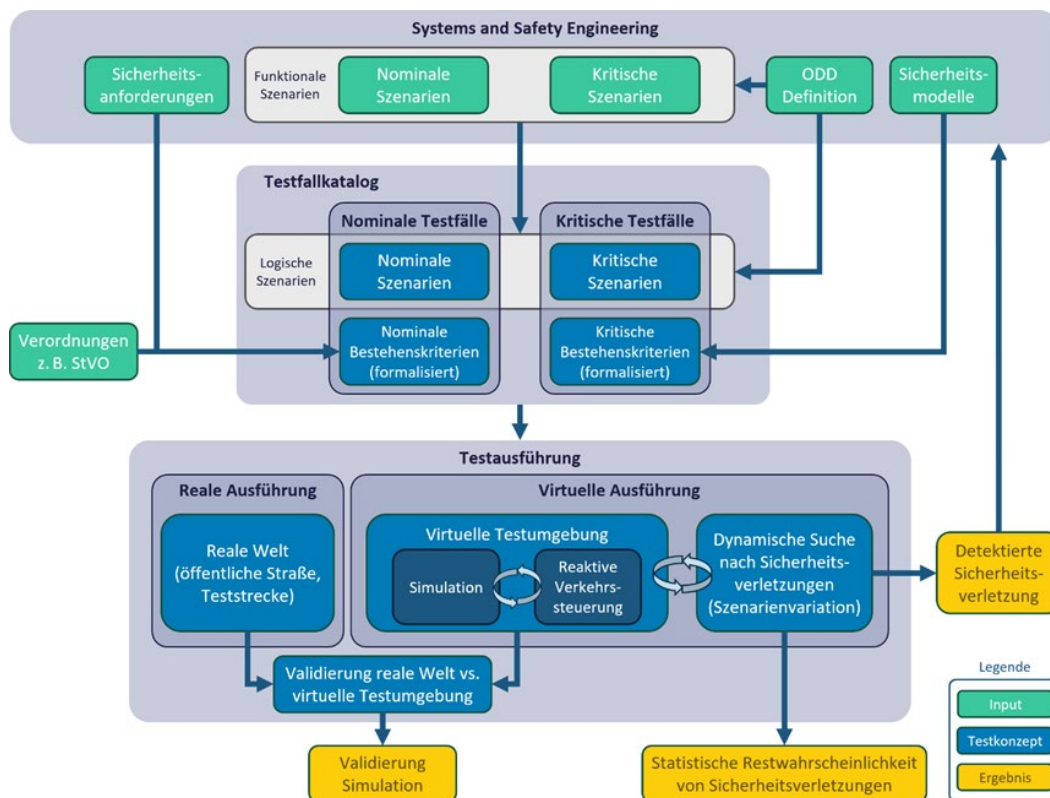 Systems and Safety Engineering
Sicherheits-
anforderungen
Funktionale
Szenarien
Nominale
Szenarien
Kritische
Szenarien
ODD
Definition
Sicherheits-
modelle
Testfallkatalog
Nominale Testfälle
Kritische Testfälle
Logische
Szenarien
Nominale
Szenarien
Kritische
Szenarien
Verordnungen
z. B. StVO
Nominale
Bestehenskriterien
(formalisiert)
Kritische
Bestehenskriterien
(formalisiert)
Testausführung
Reale Ausführung
Virtuelle Ausführung
Reale Welt
(öffentliche Straße,
Teststrecke)
Virtuelle Testumgebung
Simulation
Reaktive
Verkehrs-
steuerung
Dynamische Suche
nach Sicherheits-
verletzungen
(Szenarienvariation)
Detektierte
Sicherheits-
verletzung
Validierung reale Welt vs.
virtuelle Testumgebung
Validierung
Simulation
Statistische Restwahrscheinlichkeit
von Sicherheitsverletzungen
Legende
Input
Testkonzept
Ergebnis